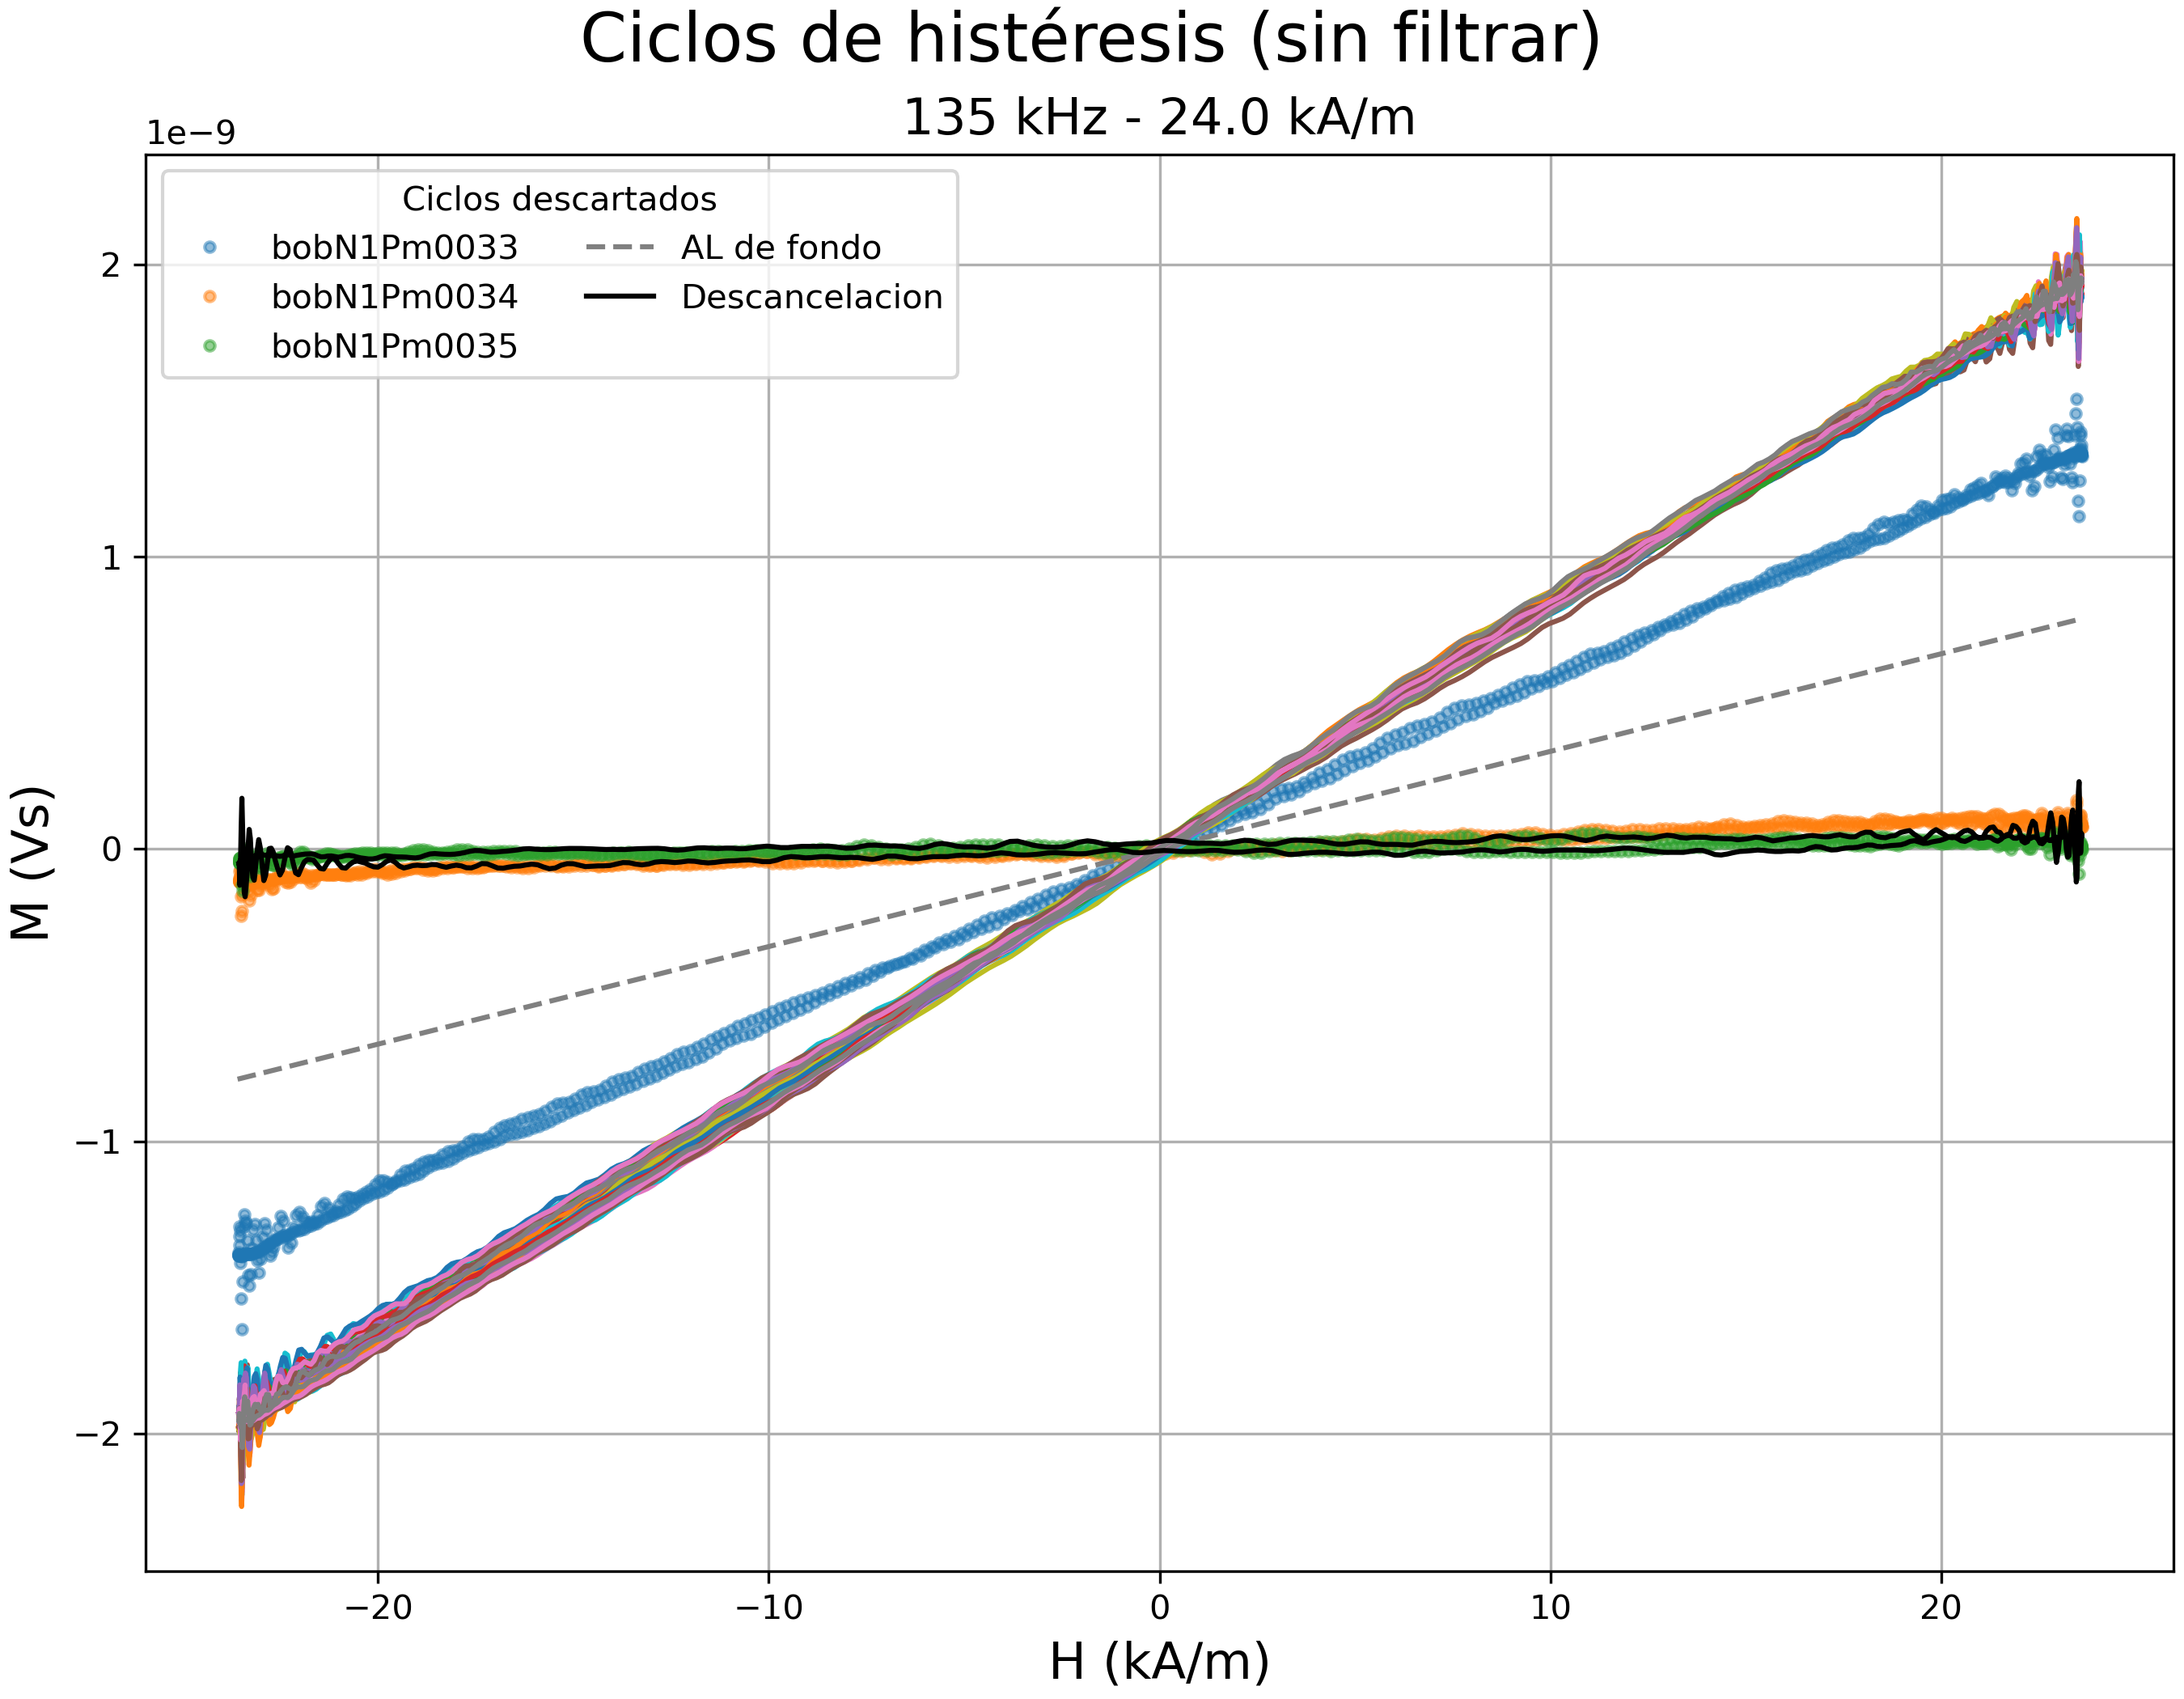 Ciclos de histéresis (sin filtrar)
135 kHz - 24.0 kA/m
1e−9
Ciclos descartados
bobN1Pm0033
bobN1Pm0034
bobN1Pm0035
AL de fondo
Descancelacion
2
1
0
−1
−2
M (Vs)
−20
−10
0
10
20
H (kA/m)